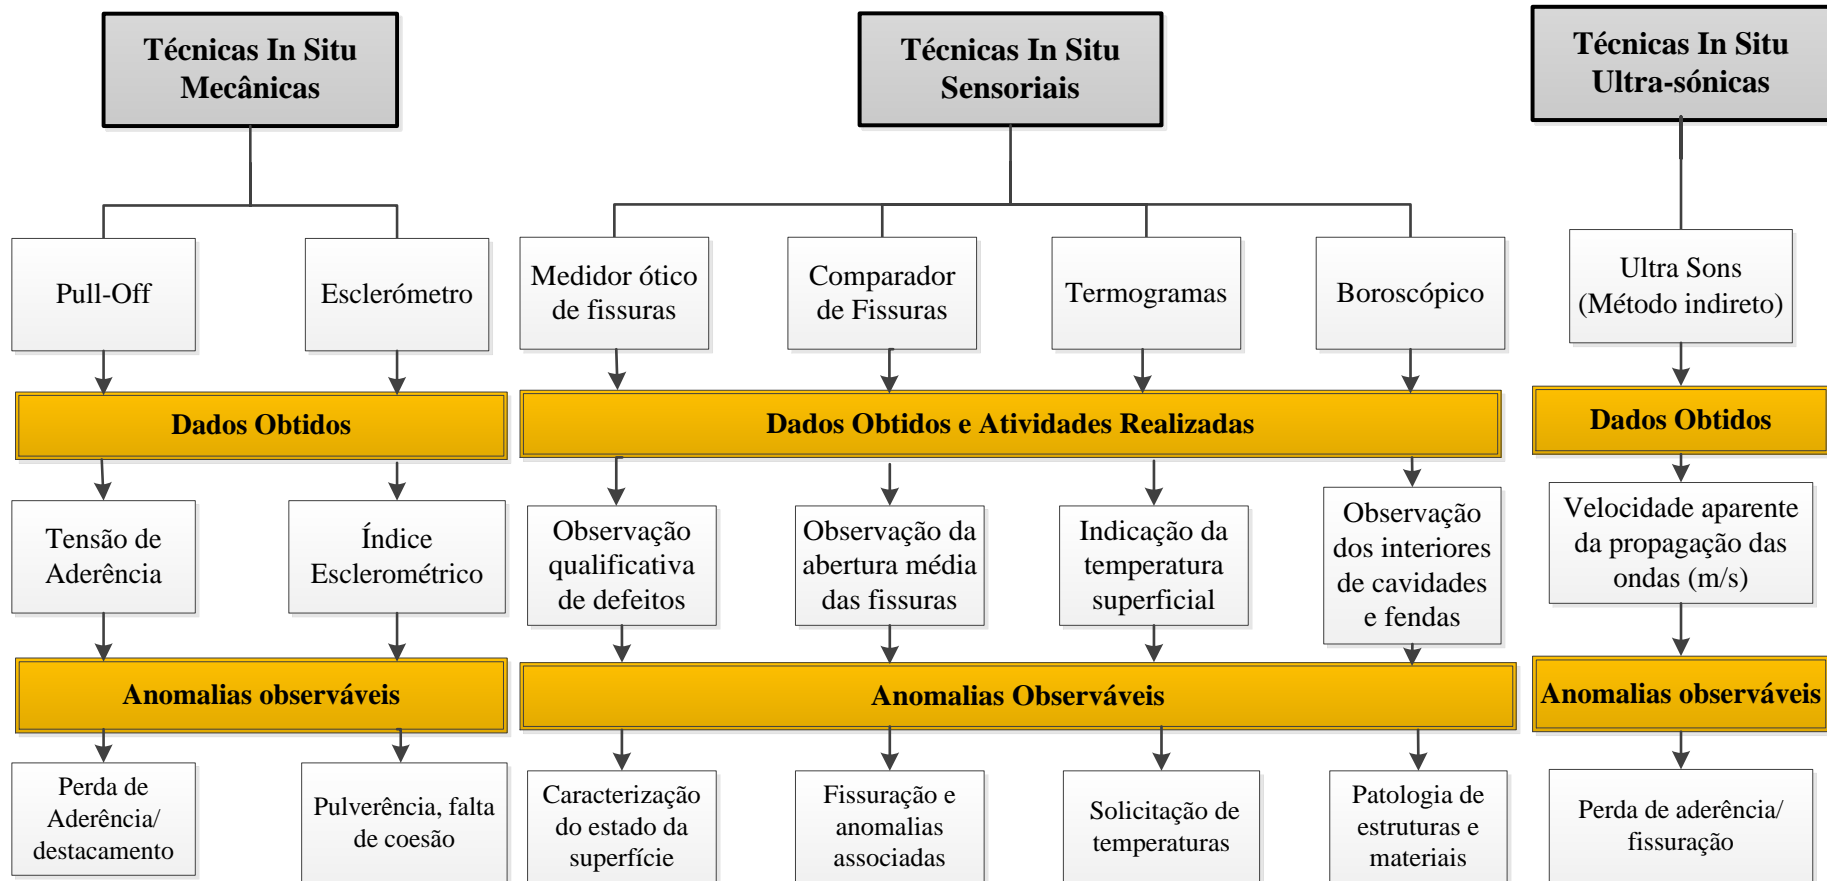 Técnicas In Situ
Mecânicas
Técnicas In Situ
Sensoriais
Técnicas In Situ
Ultra-sónicas
Pull-Off
Esclerómetro
Medidor ótico
de fissuras
Comparador
de Fissuras
Termogramas
Boroscópico
Ultra Sons
(Método indireto)
Dados Obtidos
Dados Obtidos e Atividades Realizadas
Dados Obtidos
Tensão de
Aderência
Índice
Esclerométrico
Observação
qualificativa
de defeitos
Observação da
abertura média
das fissuras
Indicação da
temperatura
superficial
Observação
dos interiores
de cavidades
e fendas
Velocidade aparente
da propagação das
ondas (m/s)
Anomalias observáveis
Anomalias Observáveis
Anomalias observáveis
Perda de
Aderência/
destacamento
Pulverência, falta
de coesão
Caracterização
do estado da
superfície
Fissuração e
anomalias
associadas
Solicitação de
temperaturas
Patologia de
estruturas e
materiais
Perda de aderência/
fissuração